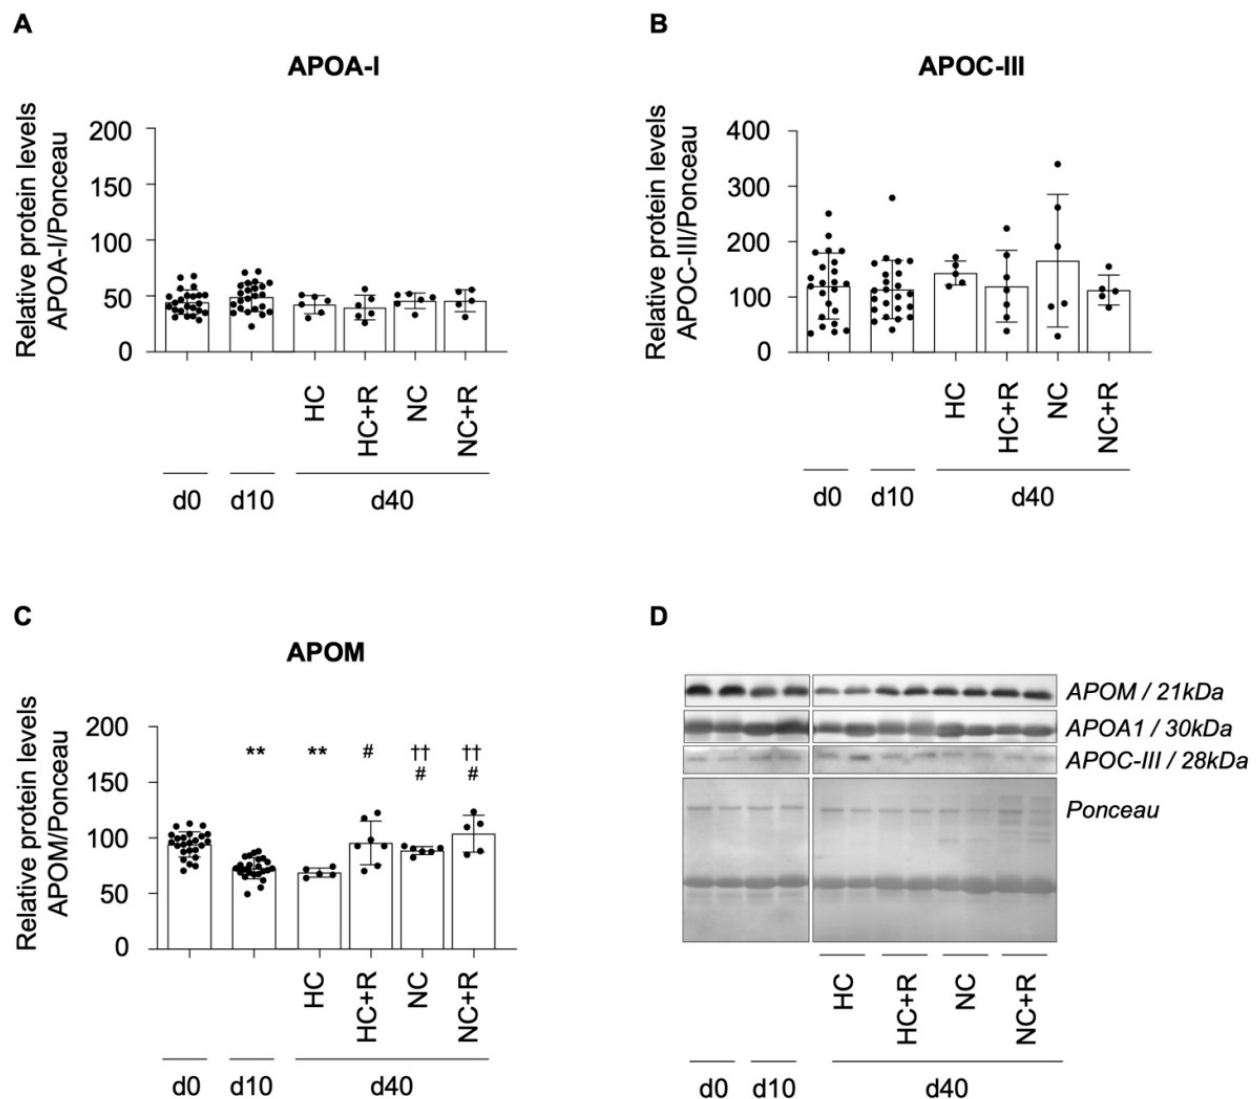 A
APOA-I
Relative protein levels
APOA-I/Ponceau
200
150
100
50
0
HC
HC+R
NC
NC+R
d0
d10
d40
B
APOC-III
Relative protein levels
APOC-III/Ponceau
400
300
200
100
0
HC
HC+R
NC
NC+R
d0
d10
d40
C
APOM
Relative protein levels
APOM/Ponceau
200
150
100
50
0
** ** # †† ††
# #
HC
HC+R
NC
NC+R
d0
d10
d40
D
APOM / 21kDa
APOA1 / 30kDa
APOC-III / 28kDa
Ponceau
HC
HC+R
NC
NC+R
d0
d10
d40